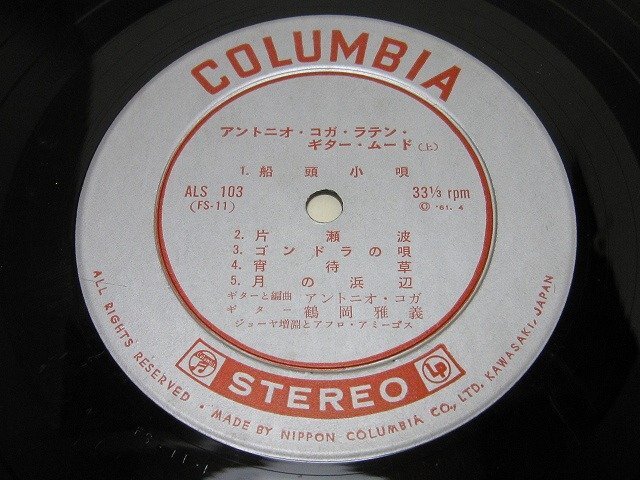 COLUMBIA
アントニオ・コガ・ラテン・
ギター・ムード(上)
1. 船頭小唄
ALS 103
(FS-11)
33⅓ rpm
© '61. 4
2. 片瀬波
3. ゴンドラの唄
4. 宵待草
5. 月の浜辺
ギターと編曲 アントニオ・コガ
ギター 鶴岡雅義
ジョーヤ増淵とアフロ・アミーゴス
STEREO
Lp
ALL RIGHTS RESERVED • MADE BY NIPPON COLUMBIA CO., LTD. KAWASAKI, JAPAN